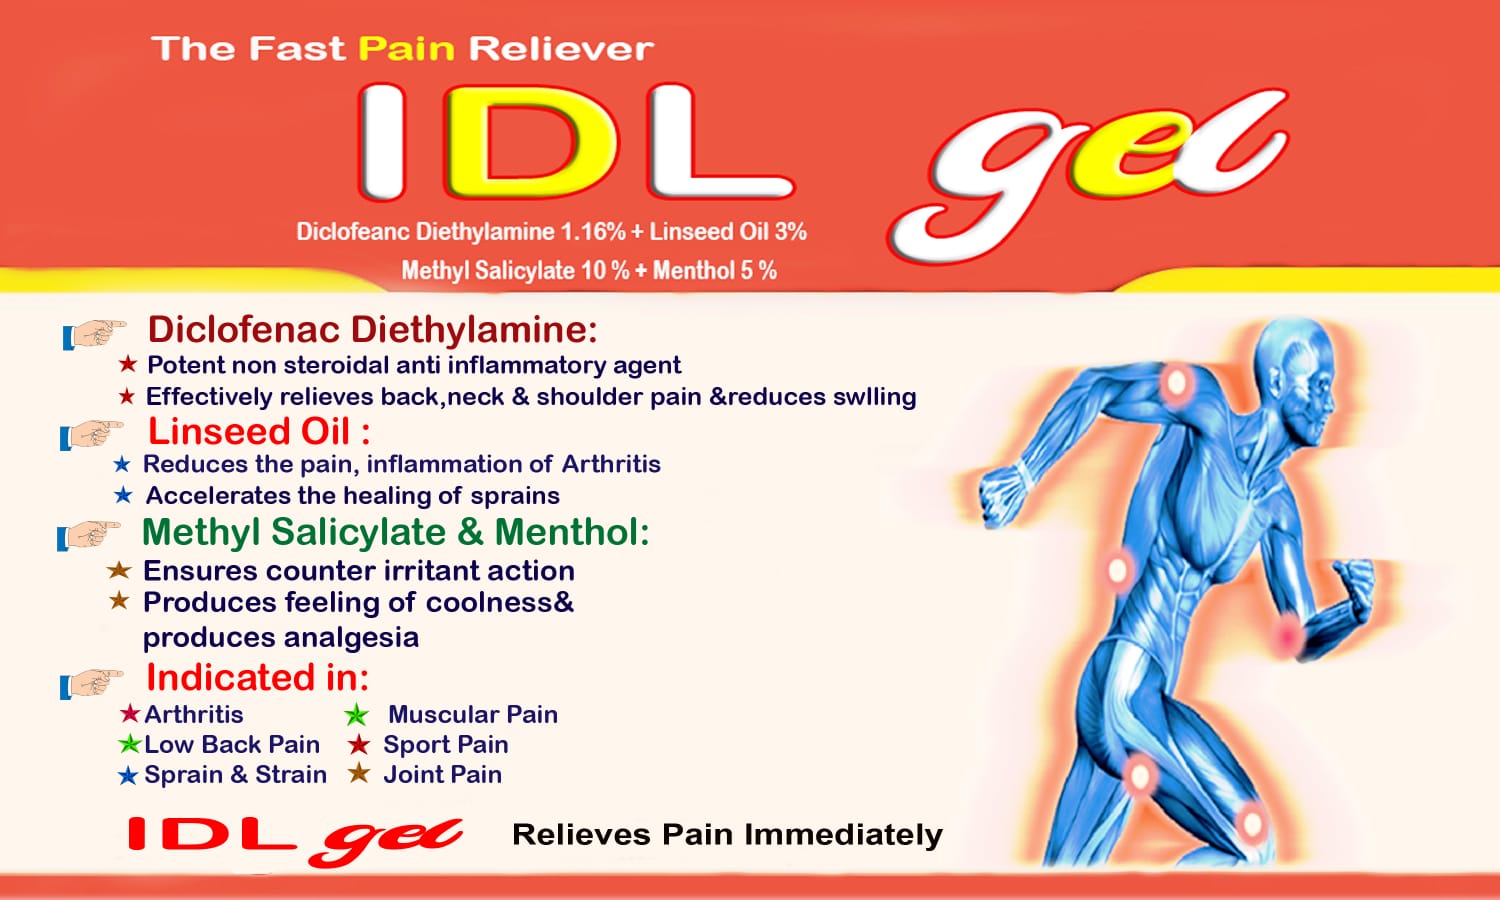 The Fast Pain Reliever
IDL gel
Diclofeanc Diethylamine 1.16% + Linseed Oil 3%
Methyl Salicylate 10 % + Menthol 5 %
Diclofenac Diethylamine:
Potent non steroidal anti inflammatory agent
Effectively relieves back,neck & shoulder pain &reduces swlling
Linseed Oil :
Reduces the pain, inflammation of Arthritis
Accelerates the healing of sprains
Methyl Salicylate & Menthol:
Ensures counter irritant action
Produces feeling of coolness&
produces analgesia
Indicated in:
Arthritis Muscular Pain
Low Back Pain Sport Pain
Sprain & Strain Joint Pain
IDL gel Relieves Pain Immediately